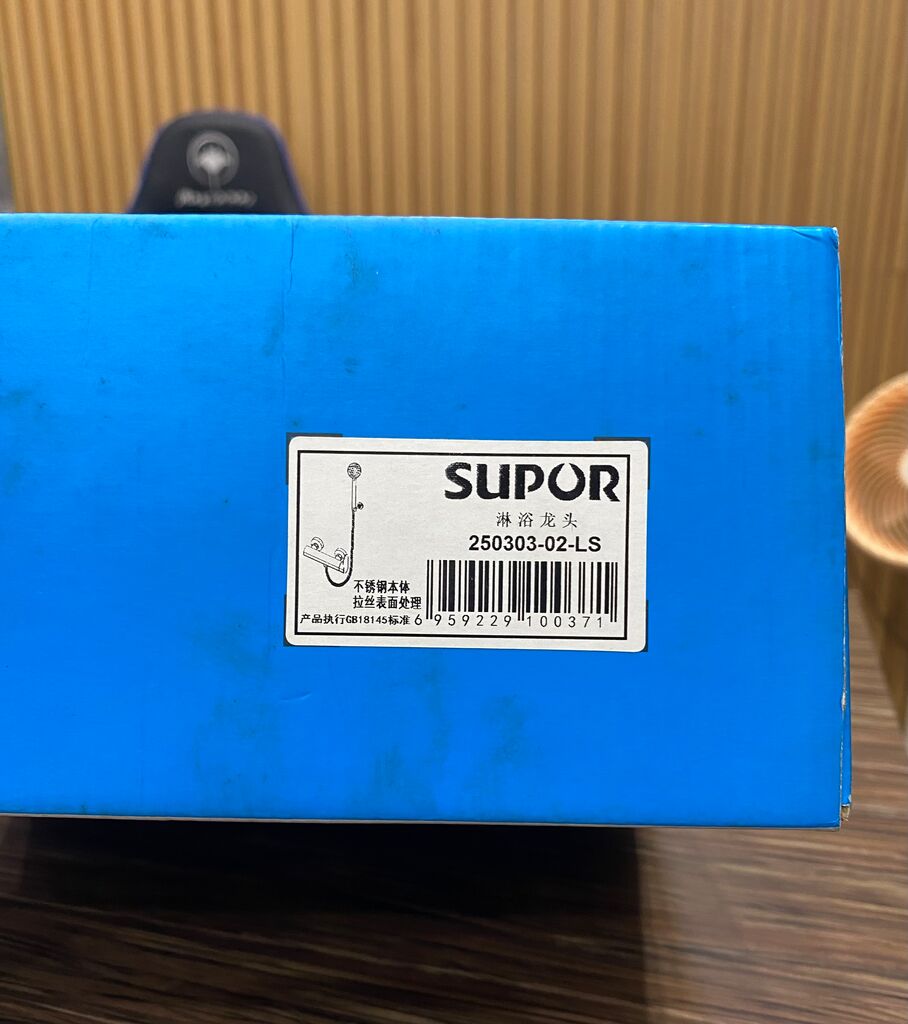 SUPOR
淋浴龙头
250303-02-LS
不锈钢本体
拉丝表面处理
产品执行GB18145标准
6 959229 100371